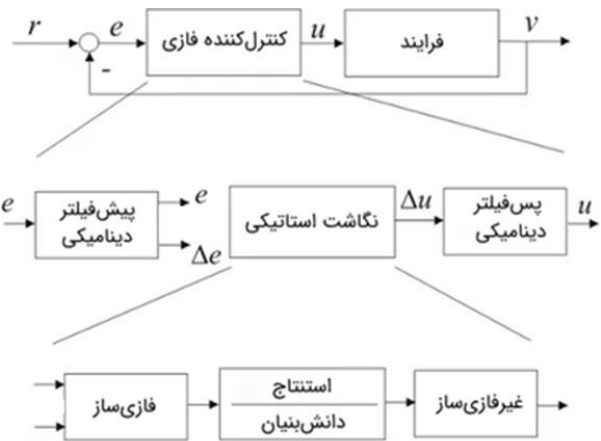 r
e
کنترل‌کننده فازی
u
فرایند
v
-
e
پیش‌فیلتر
دینامیکی
e
Δe
نگاشت استاتیکی
Δu
پس‌فیلتر
دینامیکی
u
فازی‌ساز
استنتاج
دانش‌بنیان
غیرفازی‌ساز